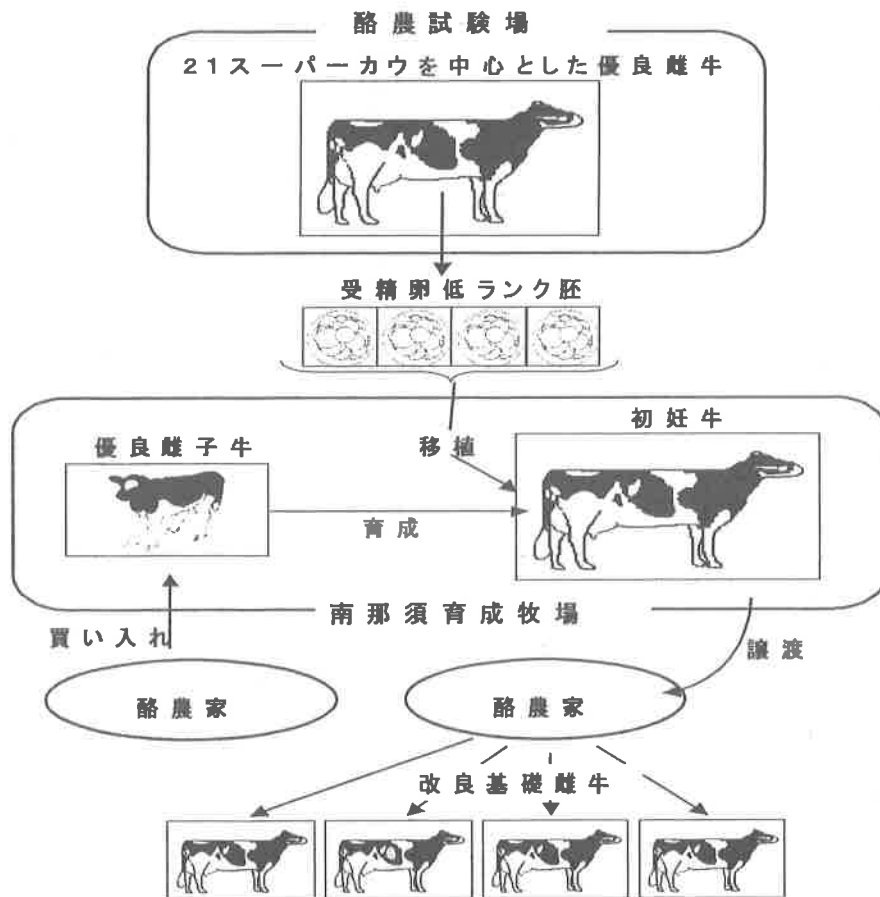 酪農試験場
21スーパーカウを中心とした優良雌牛
受精卵低ランク胚
初妊牛
優良雌子牛
移植
育成
南那須育成牧場
買い入れ
譲渡
酪農家
酪農家
改良基礎雌牛